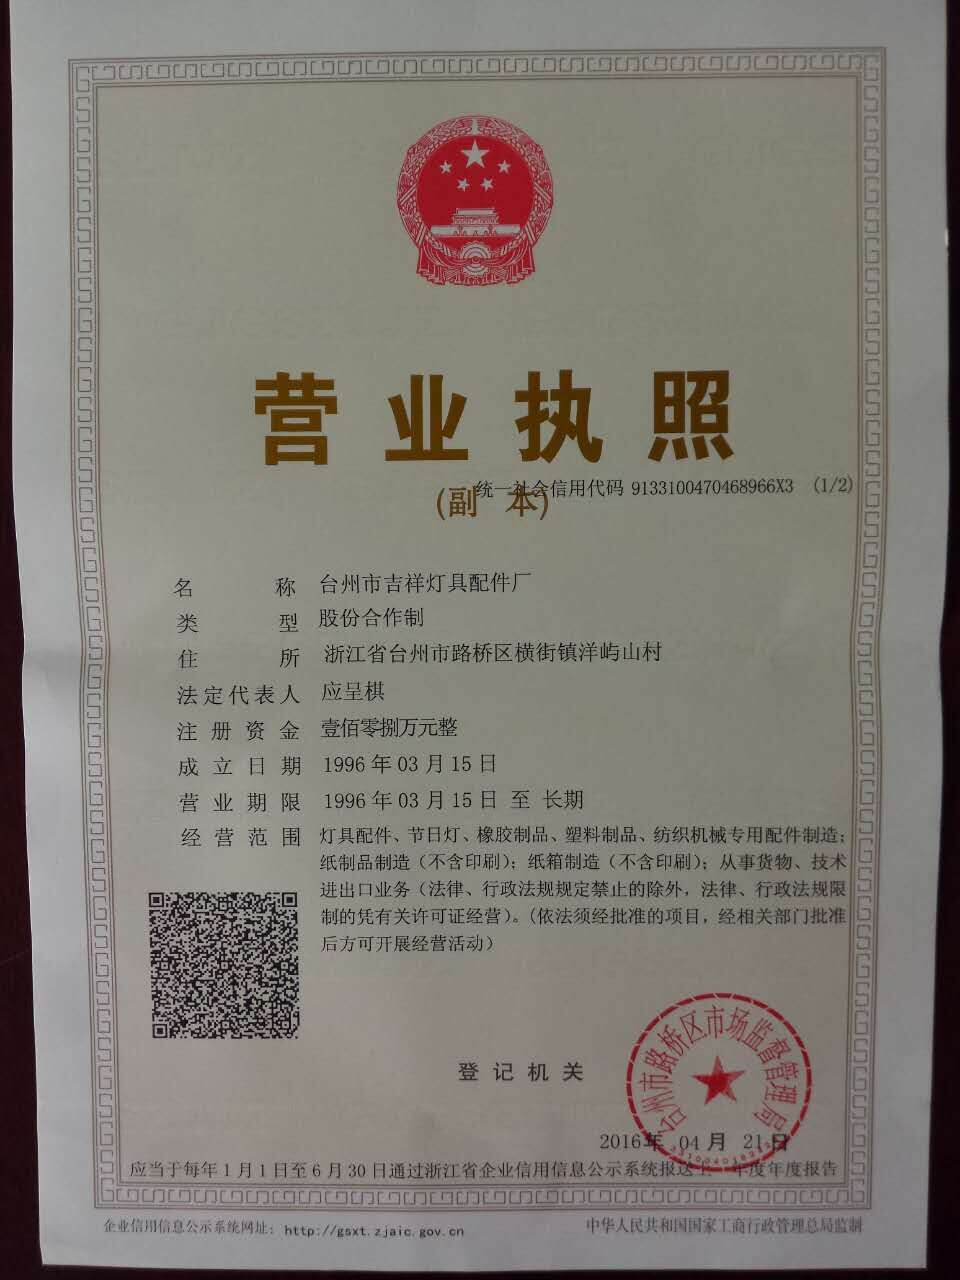 营业执照
(副 本)
统一社会信用代码 9133100470468966X3 (1/2)
名 称 台州市吉祥灯具配件厂
类 型 股份合作制
住 所 浙江省台州市路桥区横街镇洋屿山村
法定代表人 应呈棋
注册资金 壹佰零捌万元整
成立日期 1996年03月15日
营业期限 1996年03月15日 至 长期
经营范围 灯具配件、节日灯、橡胶制品、塑料制品、纺织机械专用配件制造;
纸制品制造(不含印刷);纸箱制造(不含印刷);从事货物、技术
进出口业务(法律、行政法规规定禁止的除外,法律、行政法规限
制的凭有关许可证经营)。(依法须经批准的项目,经相关部门批准
后方可开展经营活动)
登记机关
台州市路桥区市场监督管理局
2016年 04月 21日
应当于每年1月1日至6月30日通过浙江省企业信用信息公示系统报送上一年度年度报告
企业信用信息公示系统网址: http://gsxt.zjaic.gov.cn
中华人民共和国国家工商行政管理总局监制